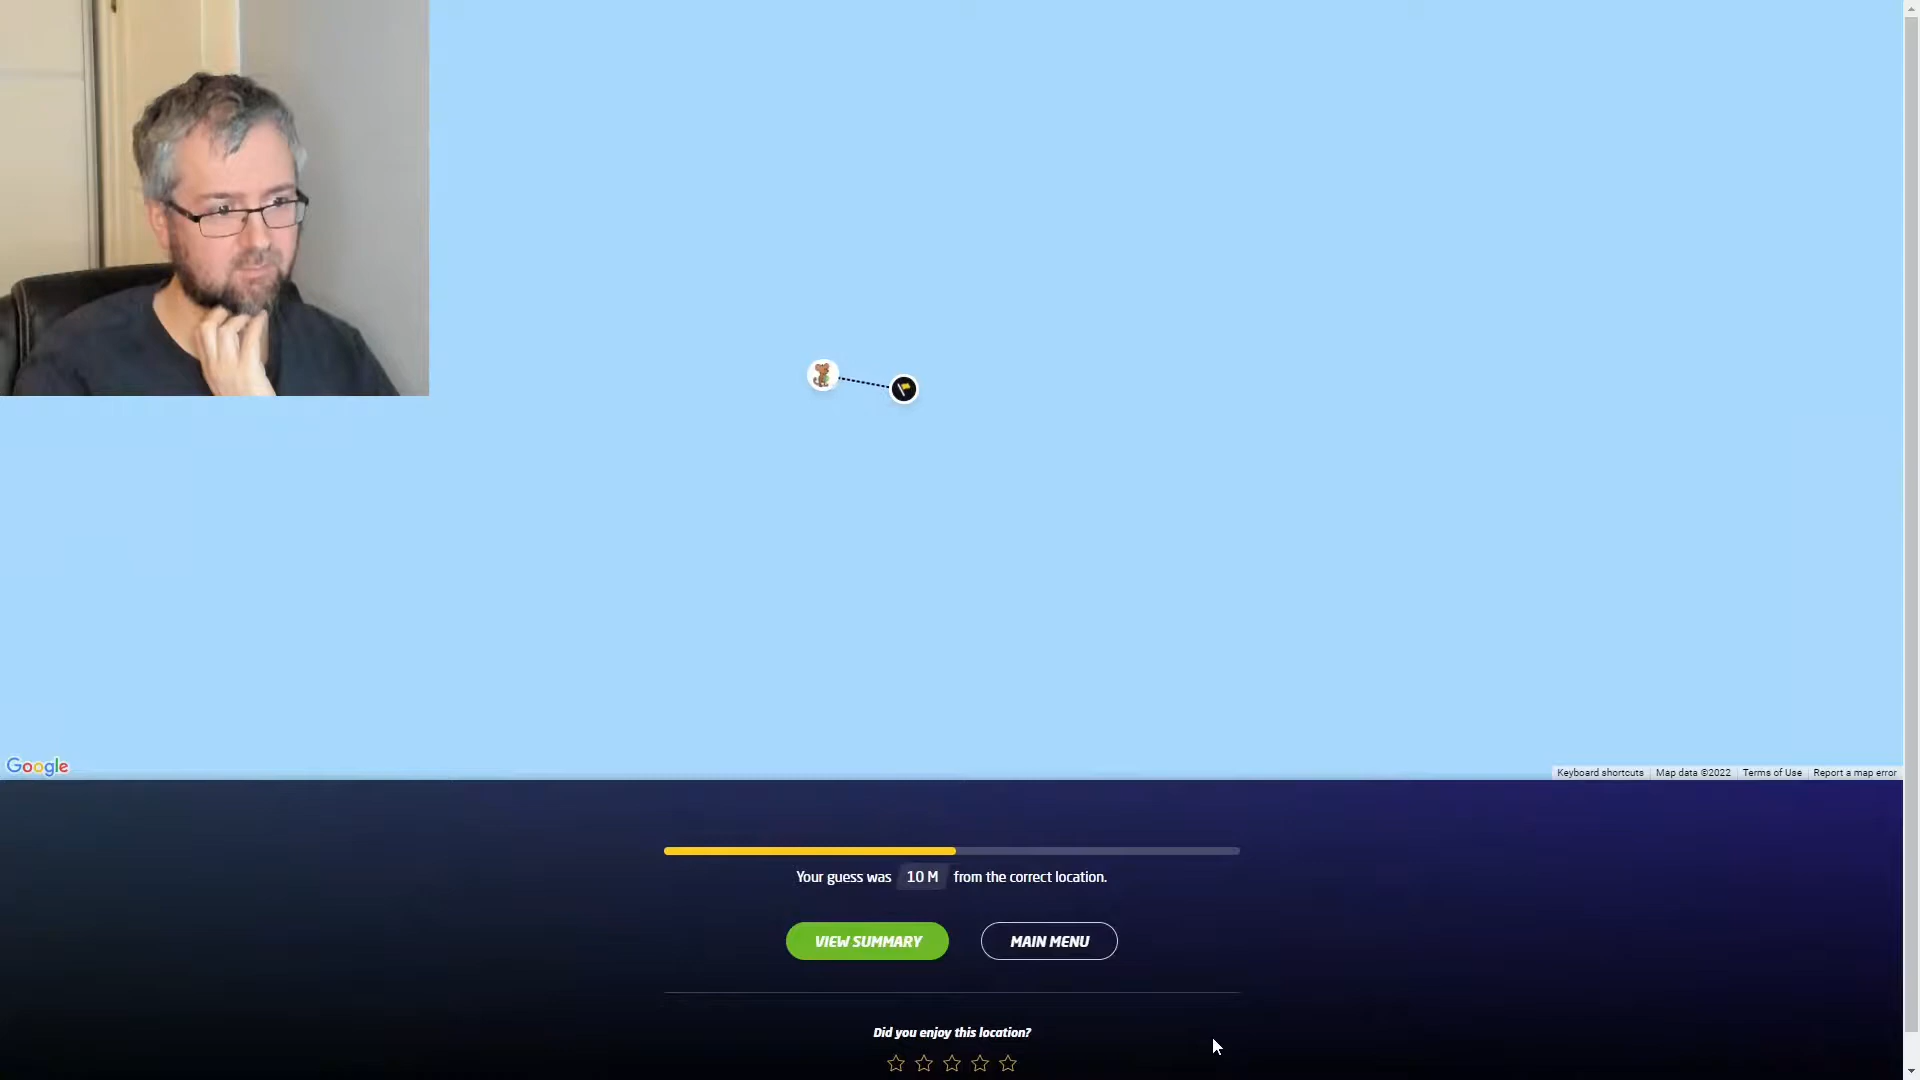 Google
Keyboard shortcuts
Map data ©2022
Terms of Use
Report a map error
Your guess was 10 M from the correct location.
VIEW SUMMARY
MAIN MENU
Did you enjoy this location?